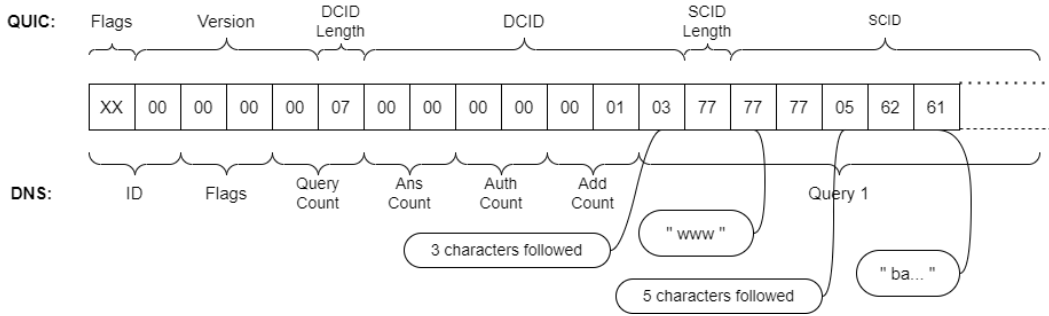 QUIC: Flags Version DCID Length DCID SCID Length SCID
XX 00 00 00 00 07 00 00 00 00 00 01 03 77 77 77 05 62 61
DNS: ID Flags Query Count Ans Count Auth Count Add Count Query 1
3 characters followed
" www "
5 characters followed
" ba... "